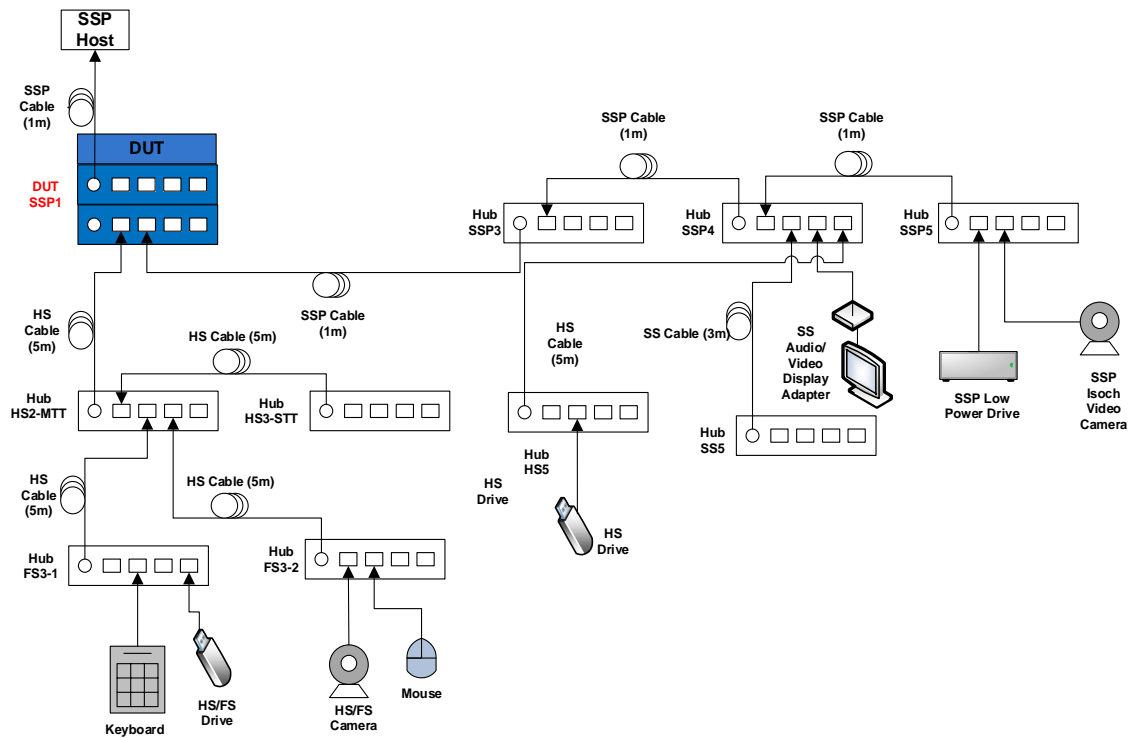 SSP
Host
SSP
Cable
(1m)
DUT
DUT
SSP1
SSP Cable
(1m)
SSP Cable
(1m)
Hub
SSP3
Hub
SSP4
Hub
SSP5
HS
Cable
(5m)
SSP Cable
(1m)
HS Cable (5m)
HS
Cable
(5m)
SS Cable (3m)
SS
Audio/
Video
Display
Adapter
SSP Low
Power Drive
SSP
Isoch
Video
Camera
Hub
HS2-MTT
Hub
HS3-STT
Hub
HS5
Hub
SS5
HS
Drive
HS
Drive
HS
Cable
(5m)
HS Cable (5m)
Hub
FS3-1
Hub
FS3-2
Keyboard
HS/FS
Drive
HS/FS
Camera
Mouse